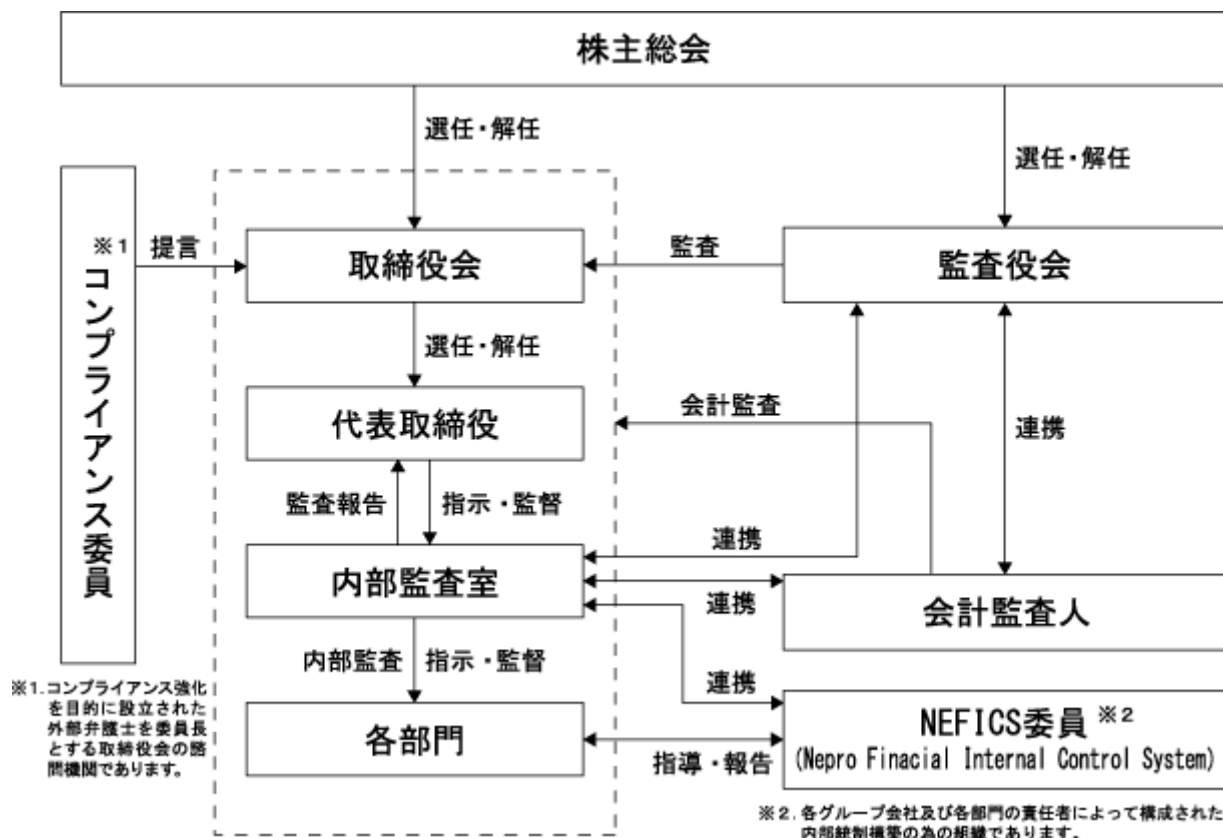 株主総会
選任・解任
選任・解任
※1
コンプライアンス委員
提言
取締役会
監査
監査役会
選任・解任
代表取締役
会計監査
連携
監査報告
指示・監督
連携
内部監査室
連携
会計監査人
内部監査
指示・監督
連携
各部門
指導・報告
NEFICS委員※2
(Nepro Finacial Internal Control System)
※1.コンプライアンス強化
を目的に設立された
外部弁護士を委員長
とする取締役会の諮
問機関であります。
※2.各グループ会社及び各部門の責任者によって構成された
内部統制構築の為の組織であります。